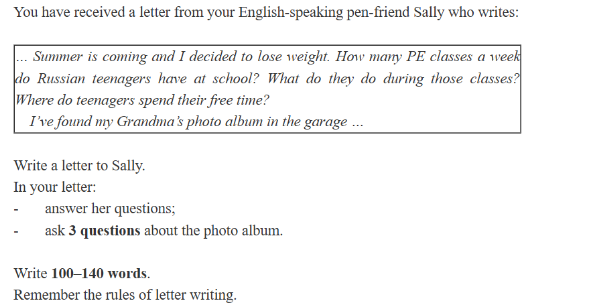 You have received a letter from your English-speaking pen-friend Sally who writes:
... Summer is coming and I decided to lose weight. How many PE classes a week
do Russian teenagers have at school? What do they do during those classes?
Where do teenagers spend their free time?
I've found my Grandma's photo album in the garage ...
Write a letter to Sally.
In your letter:
- answer her questions;
- ask 3 questions about the photo album.
Write 100–140 words.
Remember the rules of letter writing.